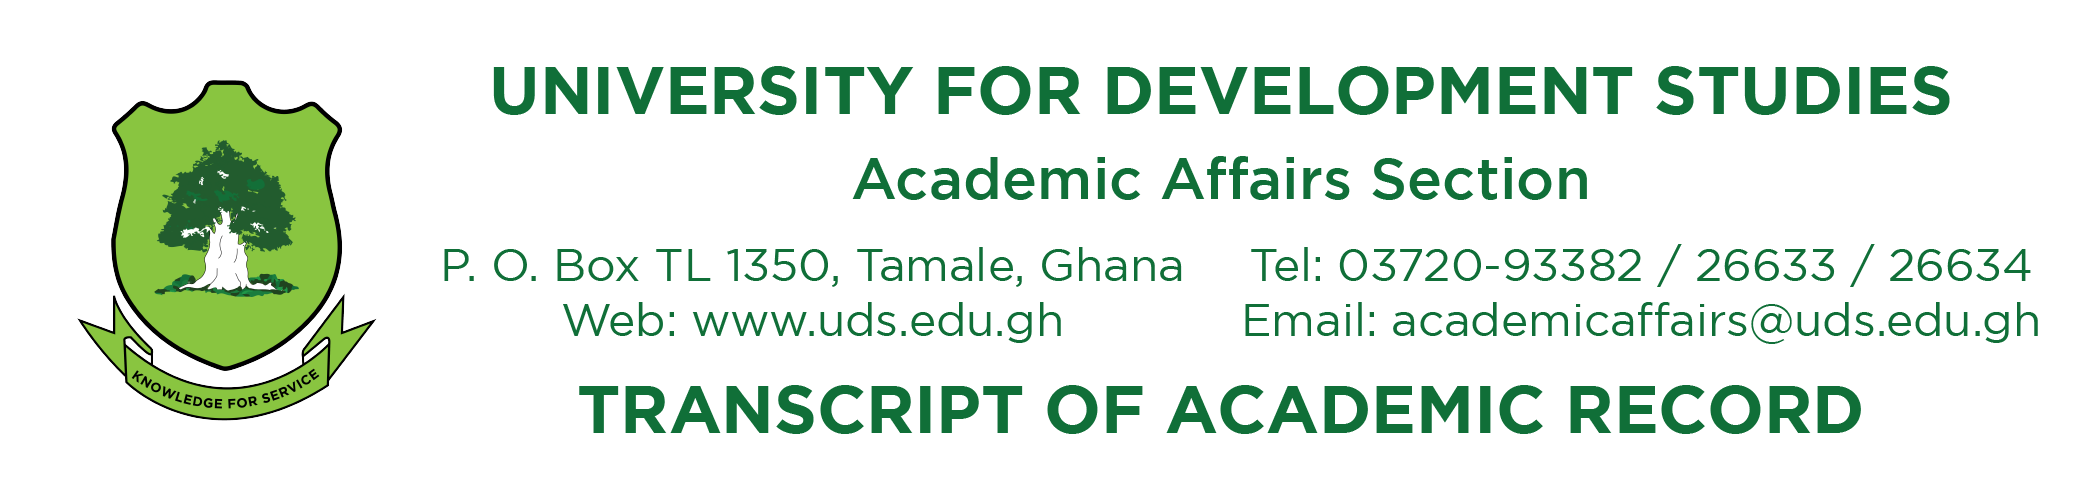 UNIVERSITY FOR DEVELOPMENT STUDIES
Academic Affairs Section
P. O. Box TL 1350, Tamale, Ghana Tel: 03720-93382 / 26633 / 26634
Web: www.uds.edu.gh Email: academicaffairs@uds.edu.gh
TRANSCRIPT OF ACADEMIC RECORD
KNOWLEDGE FOR SERVICE